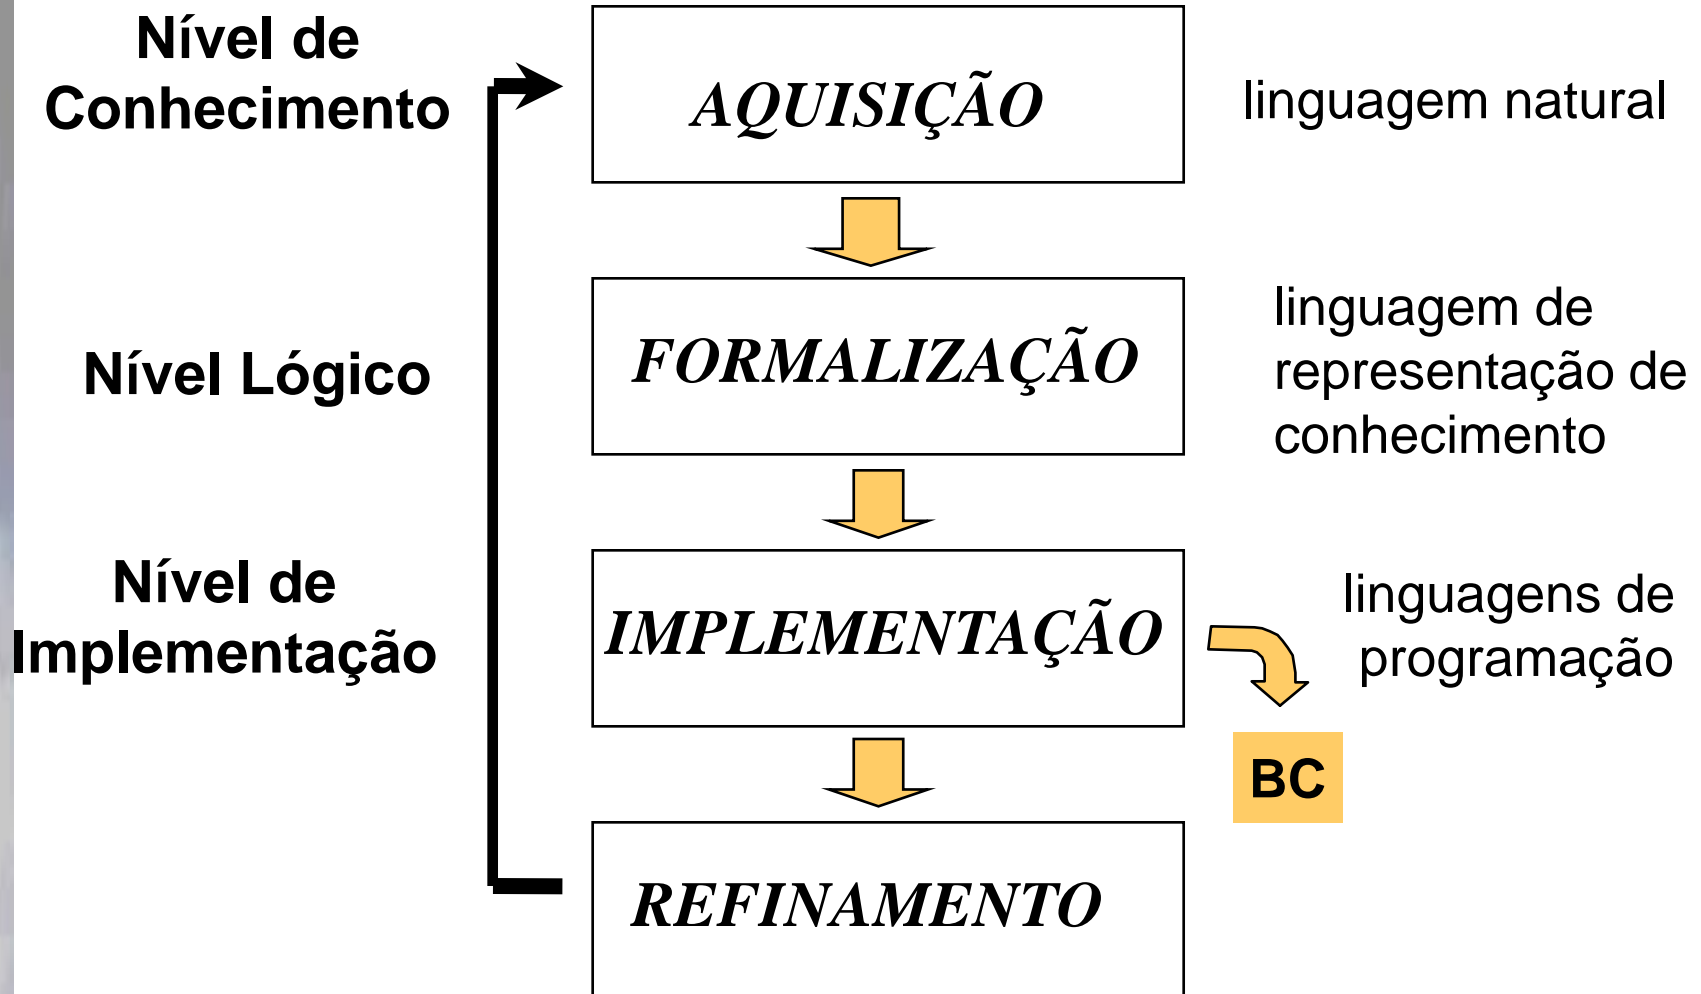 Nível de
Conhecimento
AQUISIÇÃO
linguagem natural
Nível Lógico
FORMALIZAÇÃO
linguagem de
representação de
conhecimento
Nível de
Implementação
IMPLEMENTAÇÃO
linguagens de
programação
BC
REFINAMENTO